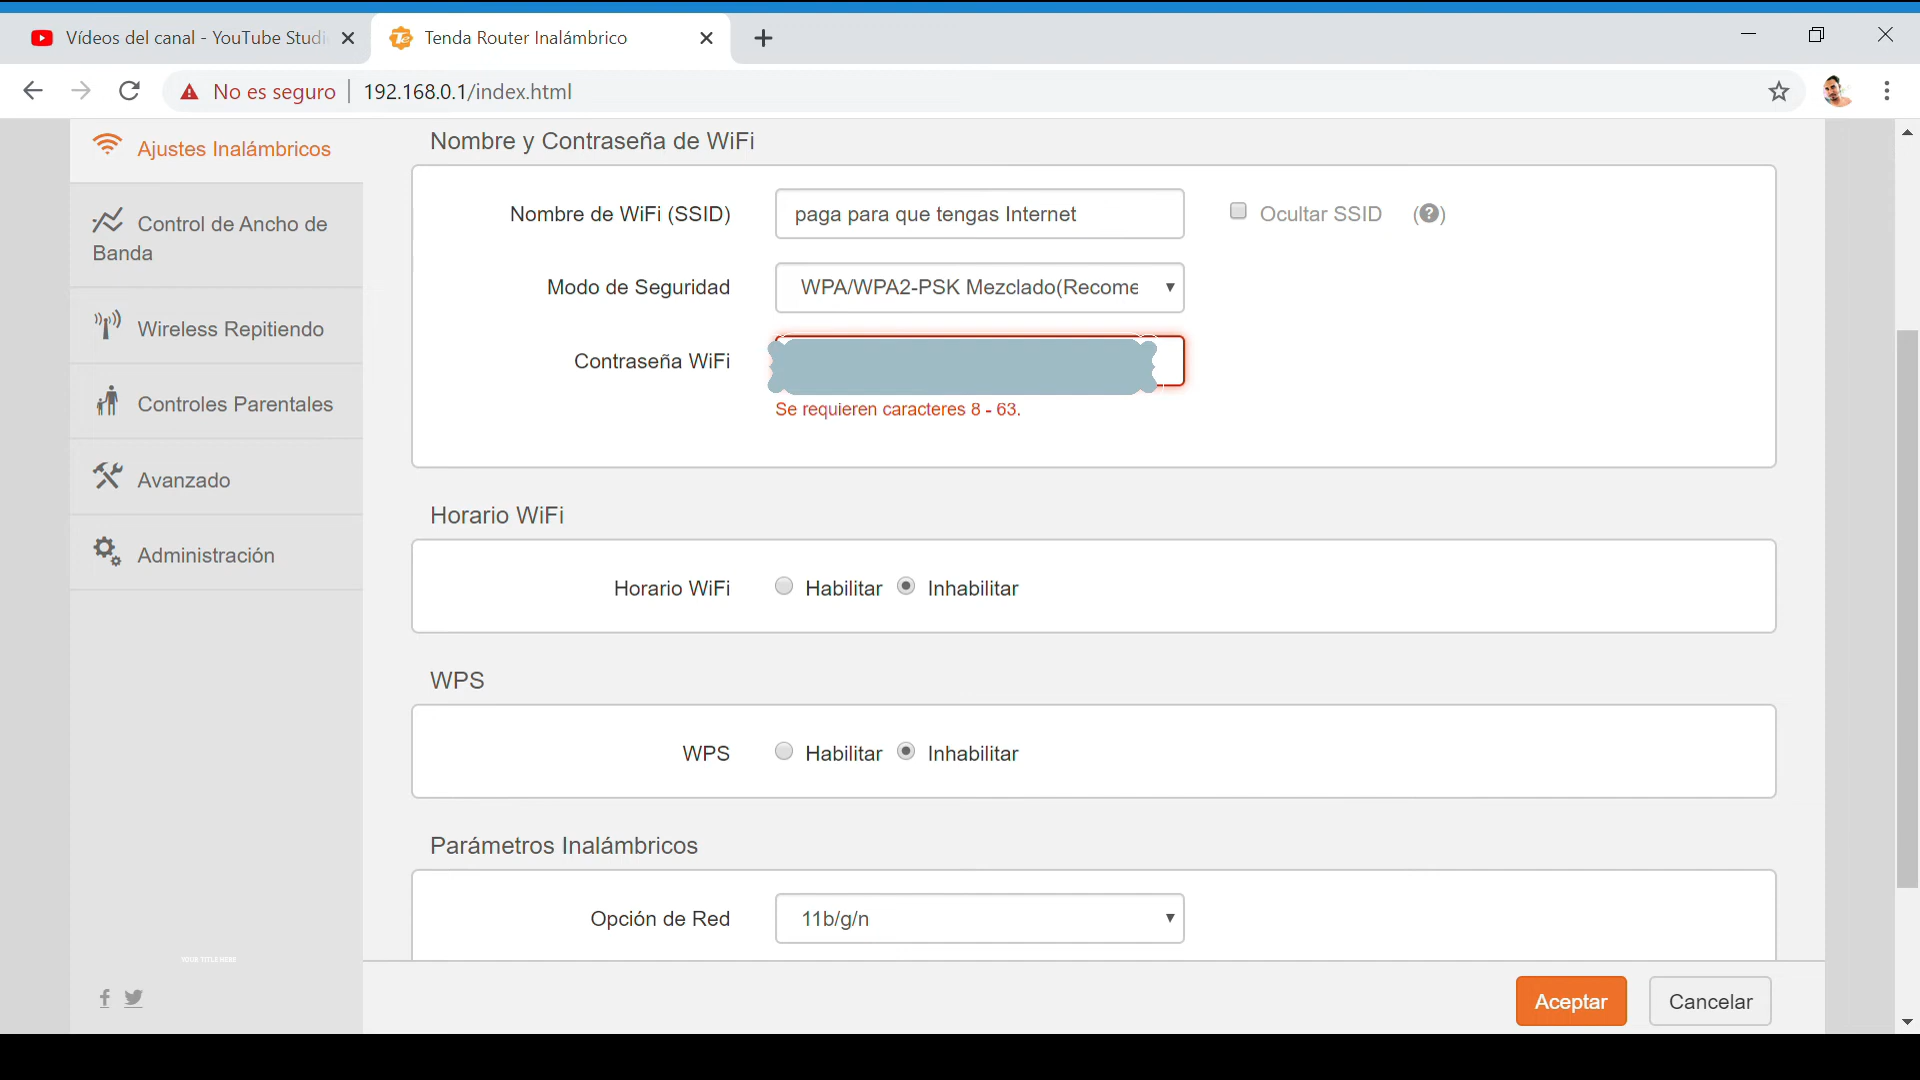 Vídeos del canal - YouTube Studi
Tenda Router Inalámbrico
No es seguro
192.168.0.1/index.html
Ajustes Inalámbricos
Control de Ancho de
Banda
Wireless Repitiendo
Controles Parentales
Avanzado
Administración
YOUR TITLE HERE
Nombre y Contraseña de WiFi
Nombre de WiFi (SSID)
paga para que tengas Internet
Ocultar SSID (?)
Modo de Seguridad
WPA/WPA2-PSK Mezclado(Recome
Contraseña WiFi
Se requieren caracteres 8 - 63.
Horario WiFi
Horario WiFi
Habilitar
Inhabilitar
WPS
WPS
Habilitar
Inhabilitar
Parámetros Inalámbricos
Opción de Red
11b/g/n
Aceptar
Cancelar